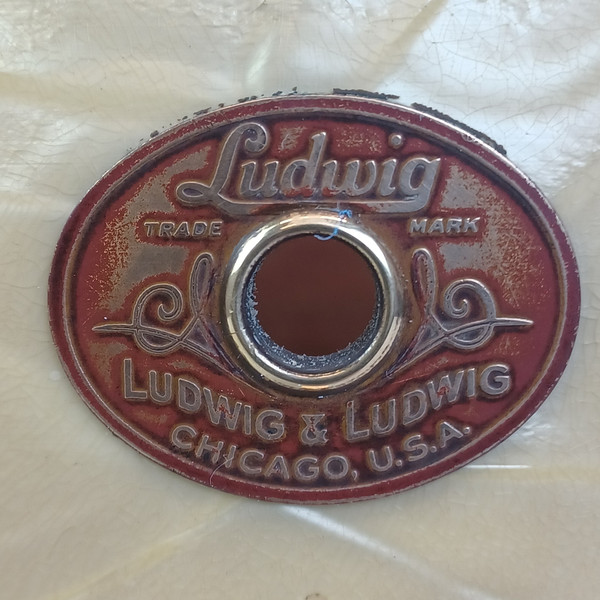 Ludwig
TRADE MARK
LUDWIG & LUDWIG
CHICAGO, U.S.A.